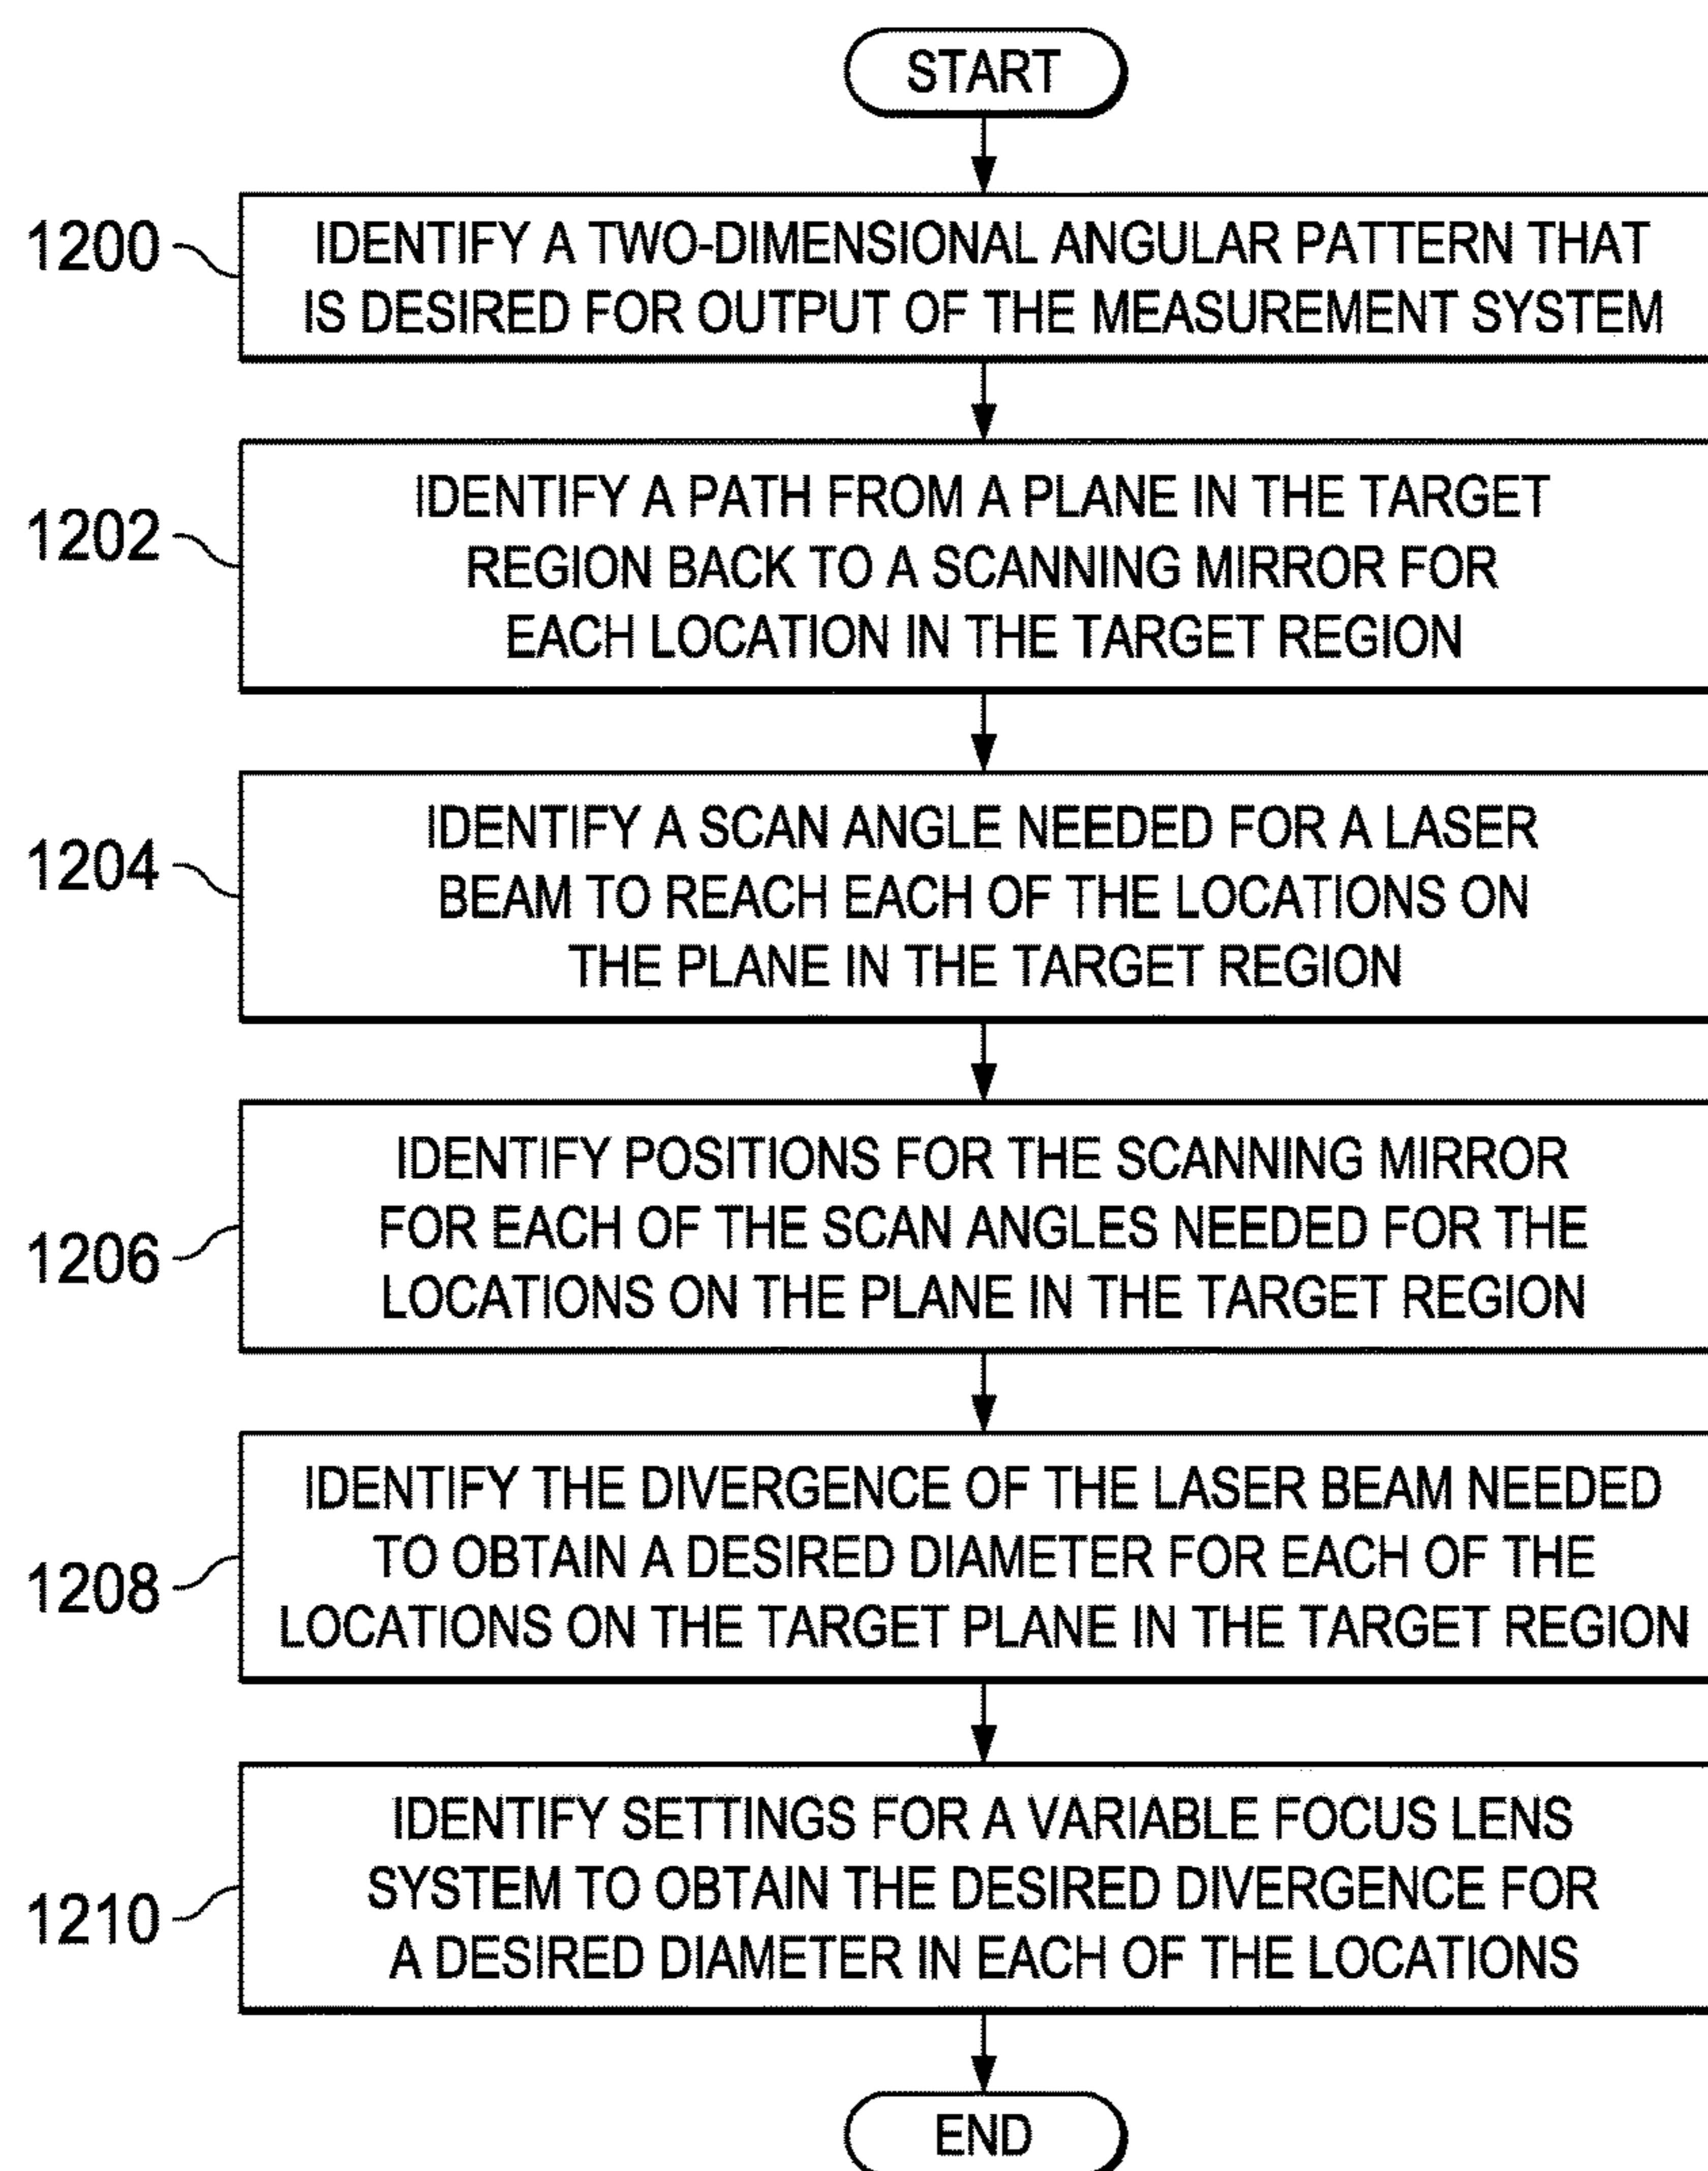 START
1200
IDENTIFY A TWO-DIMENSIONAL ANGULAR PATTERN THAT
IS DESIRED FOR OUTPUT OF THE MEASUREMENT SYSTEM
1202
IDENTIFY A PATH FROM A PLANE IN THE TARGET
REGION BACK TO A SCANNING MIRROR FOR
EACH LOCATION IN THE TARGET REGION
1204
IDENTIFY A SCAN ANGLE NEEDED FOR A LASER
BEAM TO REACH EACH OF THE LOCATIONS ON
THE PLANE IN THE TARGET REGION
1206
IDENTIFY POSITIONS FOR THE SCANNING MIRROR
FOR EACH OF THE SCAN ANGLES NEEDED FOR THE
LOCATIONS ON THE PLANE IN THE TARGET REGION
1208
IDENTIFY THE DIVERGENCE OF THE LASER BEAM NEEDED
TO OBTAIN A DESIRED DIAMETER FOR EACH OF THE
LOCATIONS ON THE TARGET PLANE IN THE TARGET REGION
1210
IDENTIFY SETTINGS FOR A VARIABLE FOCUS LENS
SYSTEM TO OBTAIN THE DESIRED DIVERGENCE FOR
A DESIRED DIAMETER IN EACH OF THE LOCATIONS
END